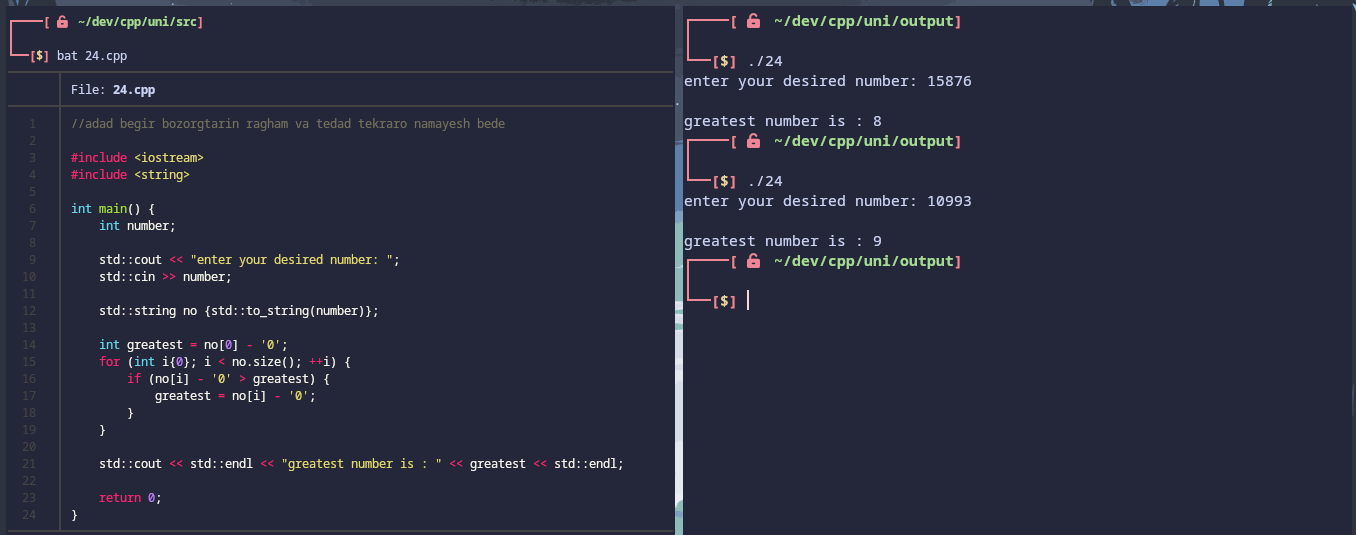 [ ~/dev/cpp/uni/src]
[$] bat 24.cpp
File: 24.cpp
1 //adad begir bozorgtarin ragham va tedad tekraro namayesh bede
2
3 #include <iostream>
4 #include <string>
5
6 int main() {
7     int number;
8
9     std::cout << "enter your desired number: ";
10     std::cin >> number;
11
12     std::string no {std::to_string(number)};
13
14     int greatest = no[0] - '0';
15     for (int i{0}; i < no.size(); ++i) {
16         if (no[i] - '0' > greatest) {
17             greatest = no[i] - '0';
18         }
19     }
20
21     std::cout << std::endl << "greatest number is : " << greatest << std::endl;
22
23     return 0;
24 }
[ ~/dev/cpp/uni/output]
[$] ./24
enter your desired number: 15876
greatest number is : 8
[ ~/dev/cpp/uni/output]
[$] ./24
enter your desired number: 10993
greatest number is : 9
[ ~/dev/cpp/uni/output]
[$]